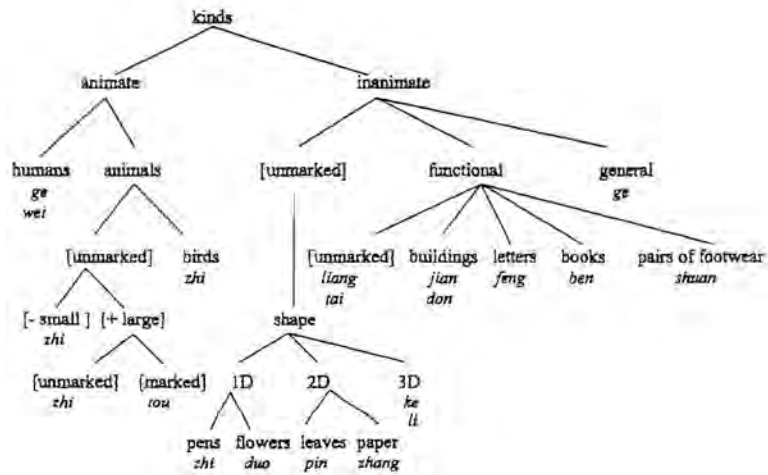 kinds
animate inanimate
humans animals [unmarked] functional general
ge ge
wei
[unmarked] birds [unmarked] buildings letters books pairs of footwear
zhi liang jian feng ben shuan
tai don
[- small ] {+ large} shape
zhi
[unmarked] {marked] 1D 2D 3D
zhi tou ke
li
pens flowers leaves paper
zhi duo pin zhang